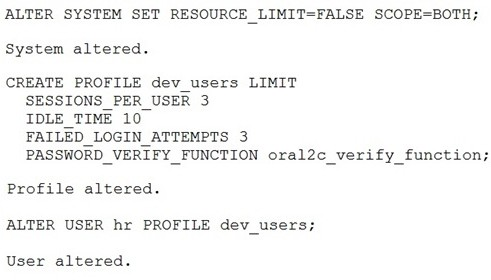 ALTER SYSTEM SET RESOURCE_LIMIT=FALSE SCOPE=BOTH;
System altered.
CREATE PROFILE dev_users LIMIT
SESSIONS_PER_USER 3
IDLE_TIME 10
FAILED_LOGIN_ATTEMPTS 3
PASSWORD_VERIFY_FUNCTION oral2c_verify_function;
Profile altered.
ALTER USER hr PROFILE dev_users;
User altered.